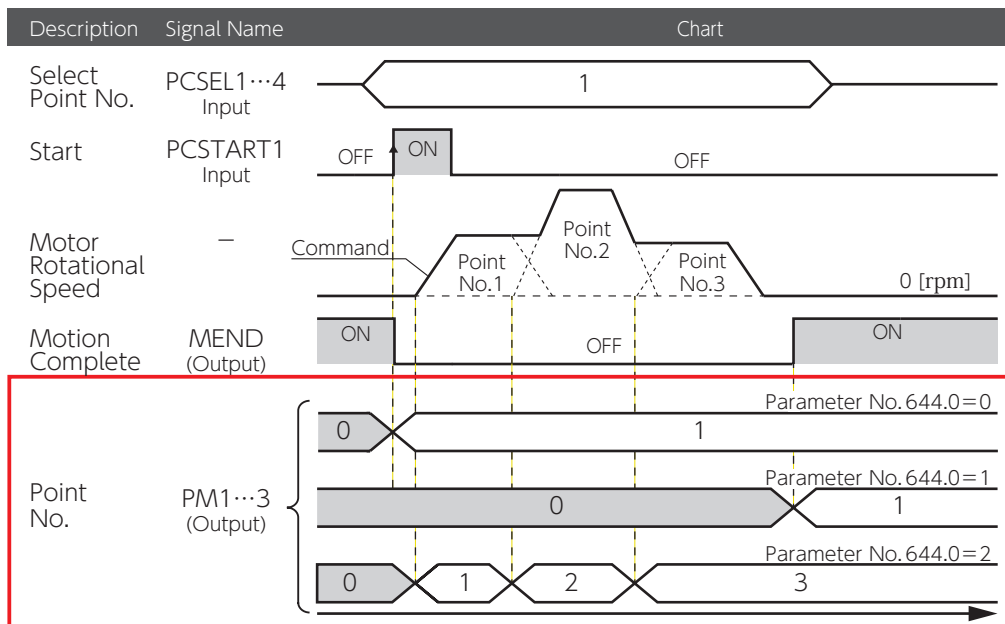 Description Signal Name Chart
Select
Point No.
PCSEL1…4
Input
1
Start
PCSTART1
Input
OFF ON OFF
Motor
Rotational
Speed
–
Command
Point
No.1
Point
No.2
Point
No.3
0 [rpm]
Motion
Complete
MEND
(Output)
ON OFF ON
Point
No.
PM1…3
(Output)
Parameter No.644.0=0
0 1
Parameter No.644.0=1
0 1
Parameter No.644.0=2
0 1 2 3